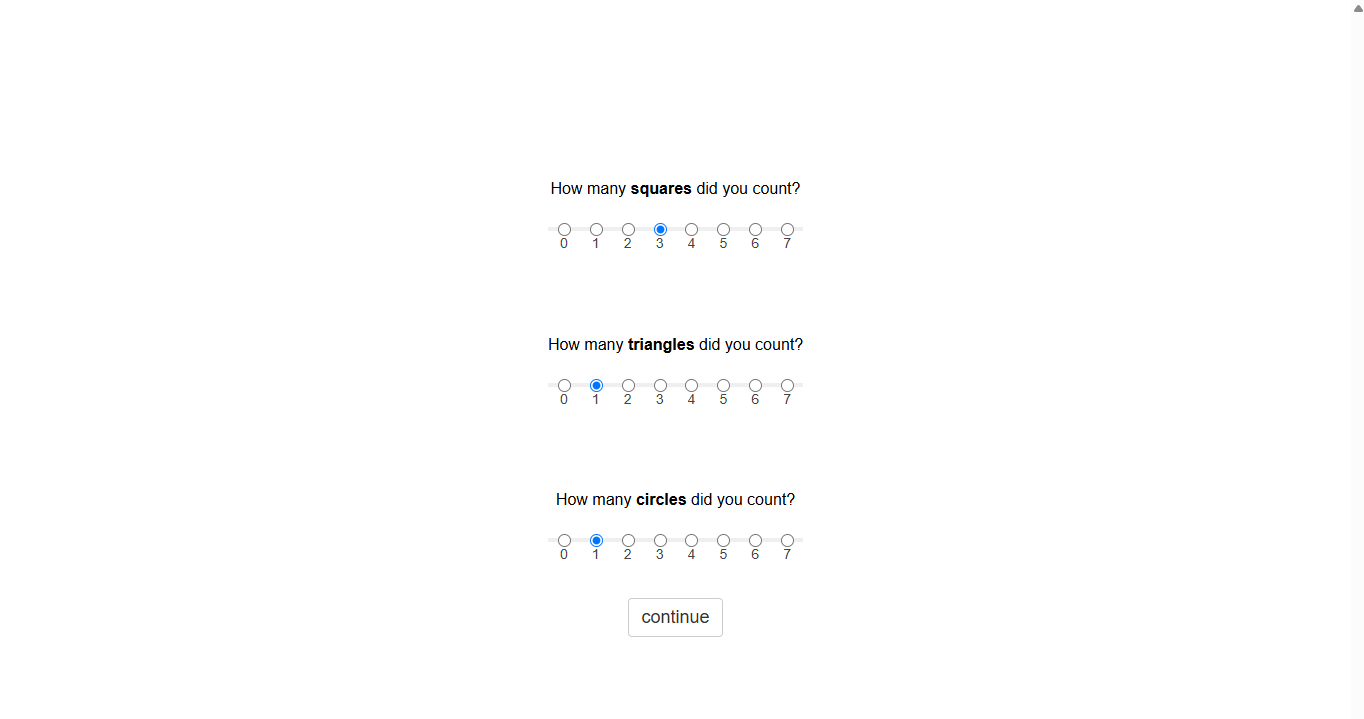 How many squares did you count?
0 1 2 3 4 5 6 7
How many triangles did you count?
0 1 2 3 4 5 6 7
How many circles did you count?
0 1 2 3 4 5 6 7
continue